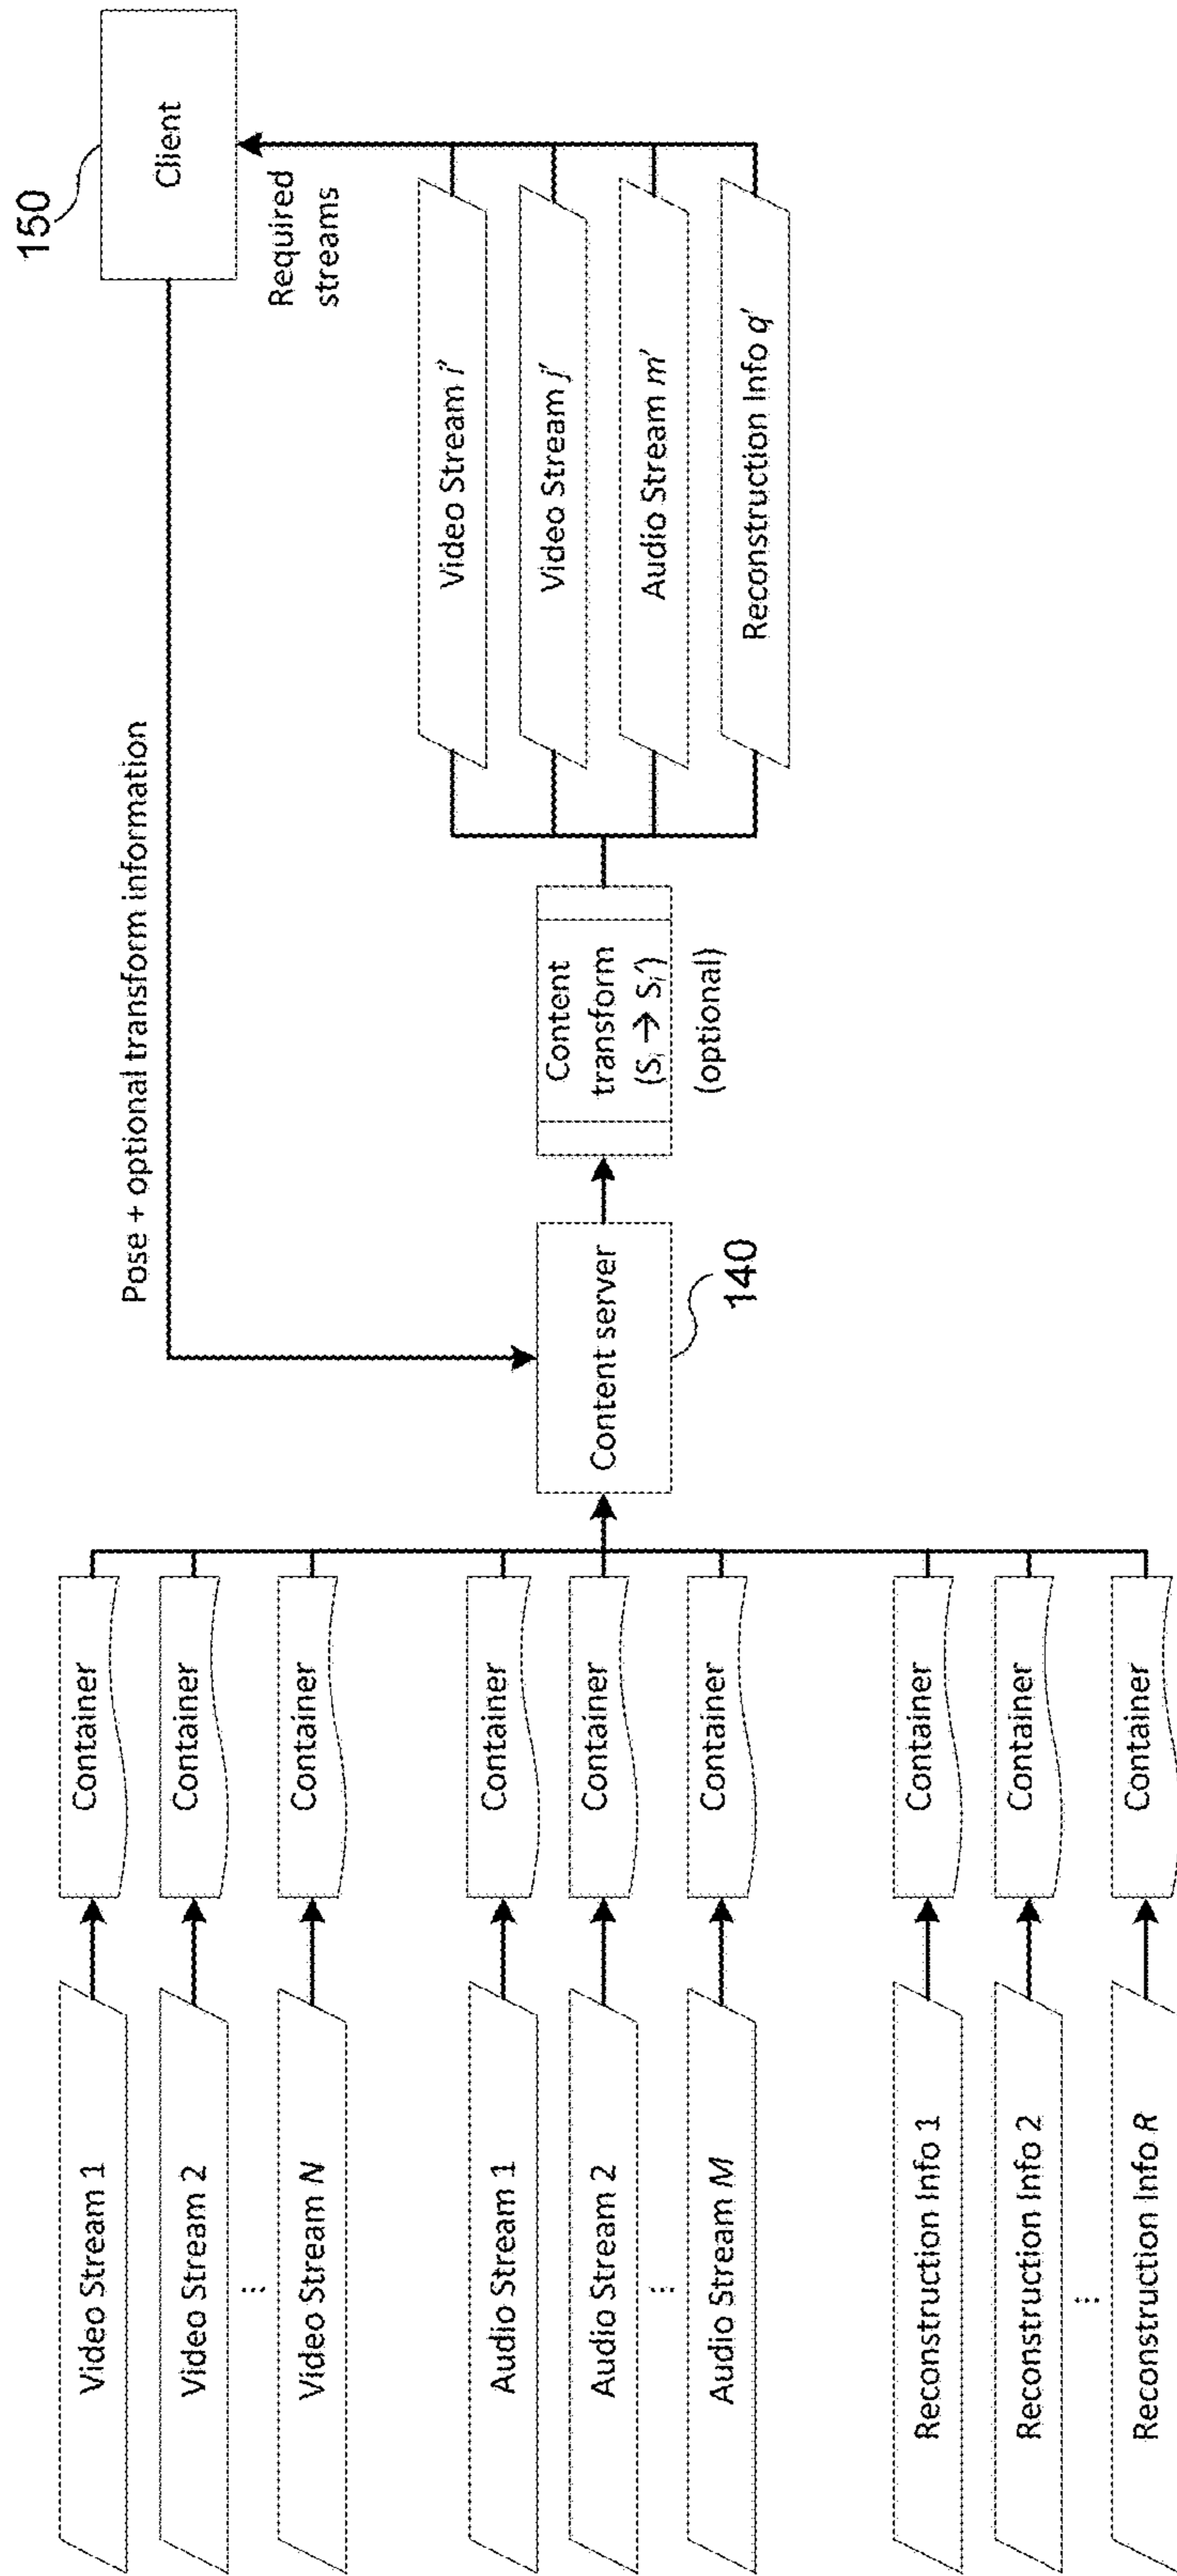 Video Stream 1
Container
Video Stream 2
Container
...
Video Stream N
Container
Audio Stream 1
Container
Audio Stream 2
Container
...
Audio Stream M
Container
Reconstruction Info 1
Container
Reconstruction Info 2
Container
...
Reconstruction Info R
Container
Pose + optional transform information
Content server
140
Content
transform
(Si → Si')
(optional)
Video Stream i'
Video Stream j'
Audio Stream m'
Reconstruction Info q'
Required
streams
Client
150